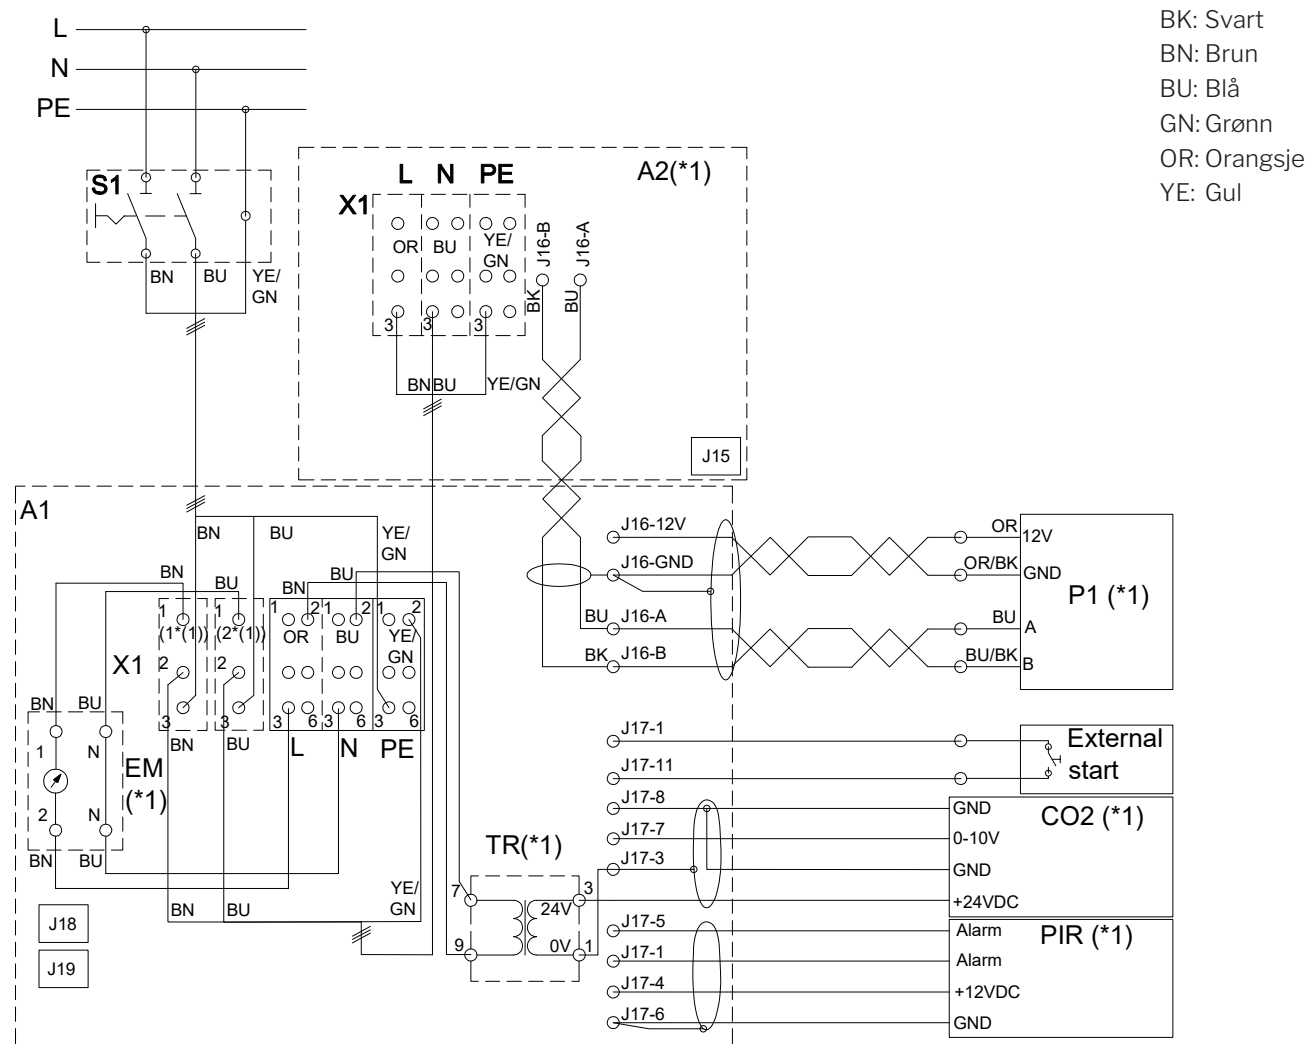 L
N
PE
BK: Svart
BN: Brun
BU: Blå
GN: Grønn
OR: Orangsje
YE: Gul
S1
BN
BU
YE/
GN
A2(*1)
L N PE
X1
OR
BU
YE/
GN
J16-B
J16-A
BK
BU
3
3
3
BN
BU
YE/GN
J15
A1
BN
BU
YE/
GN
BN
BU
BN
BU
1
1
1
2
1
2
1
2
(1*(1))
(2*(1))
OR
BU
YE/
GN
X1
2
2
3
3
3
6
3
6
3
6
BN
BU
L
N
PE
BN
BU
1
N
EM
(*1)
2
N
BN
BU
BN
BU
YE/
GN
J18
J19
TR(*1)
7
3
24V
9
0V
1
J16-12V
J16-GND
BU
J16-A
BK
J16-B
OR
12V
OR/BK
GND
P1 (*1)
BU
A
BU/BK
B
J17-1
J17-11
External
start
J17-8
GND
CO2 (*1)
J17-7
0-10V
J17-3
GND
+24VDC
J17-5
Alarm
PIR (*1)
J17-1
Alarm
J17-4
+12VDC
J17-6
GND